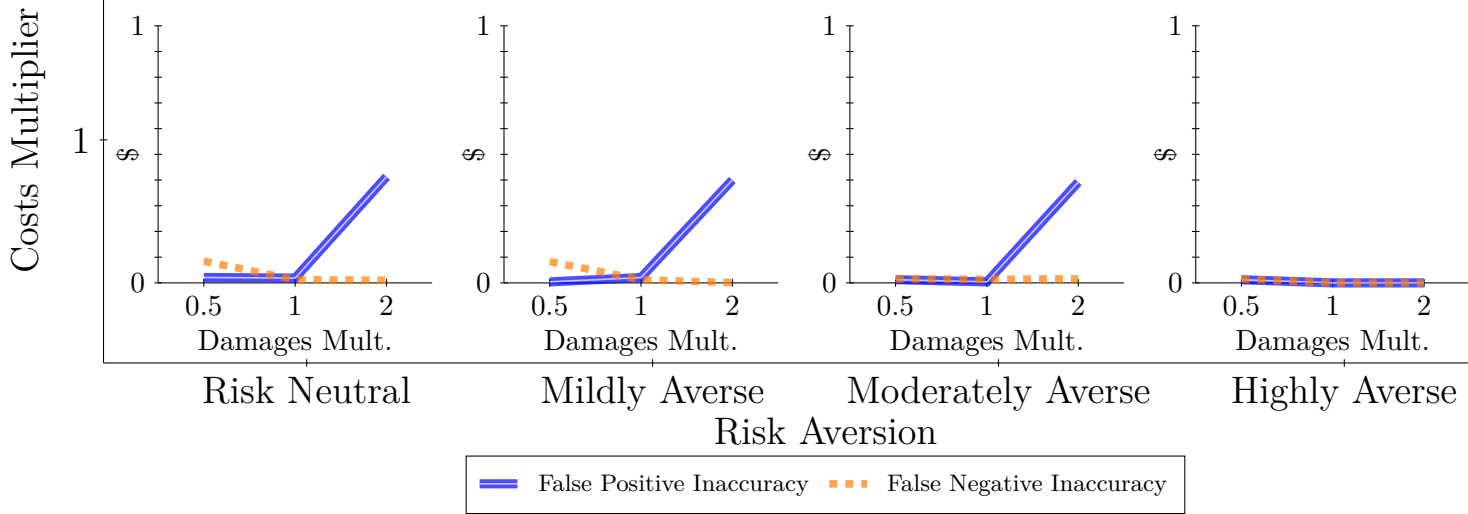 Costs Multiplier
1
1
0
$
0.5 1 2
Damages Mult.
1
0
$
0.5 1 2
Damages Mult.
1
0
$
0.5 1 2
Damages Mult.
1
0
$
0.5 1 2
Damages Mult.
Risk Neutral
Mildly Averse
Moderately Averse
Highly Averse
Risk Aversion
False Positive Inaccuracy
False Negative Inaccuracy